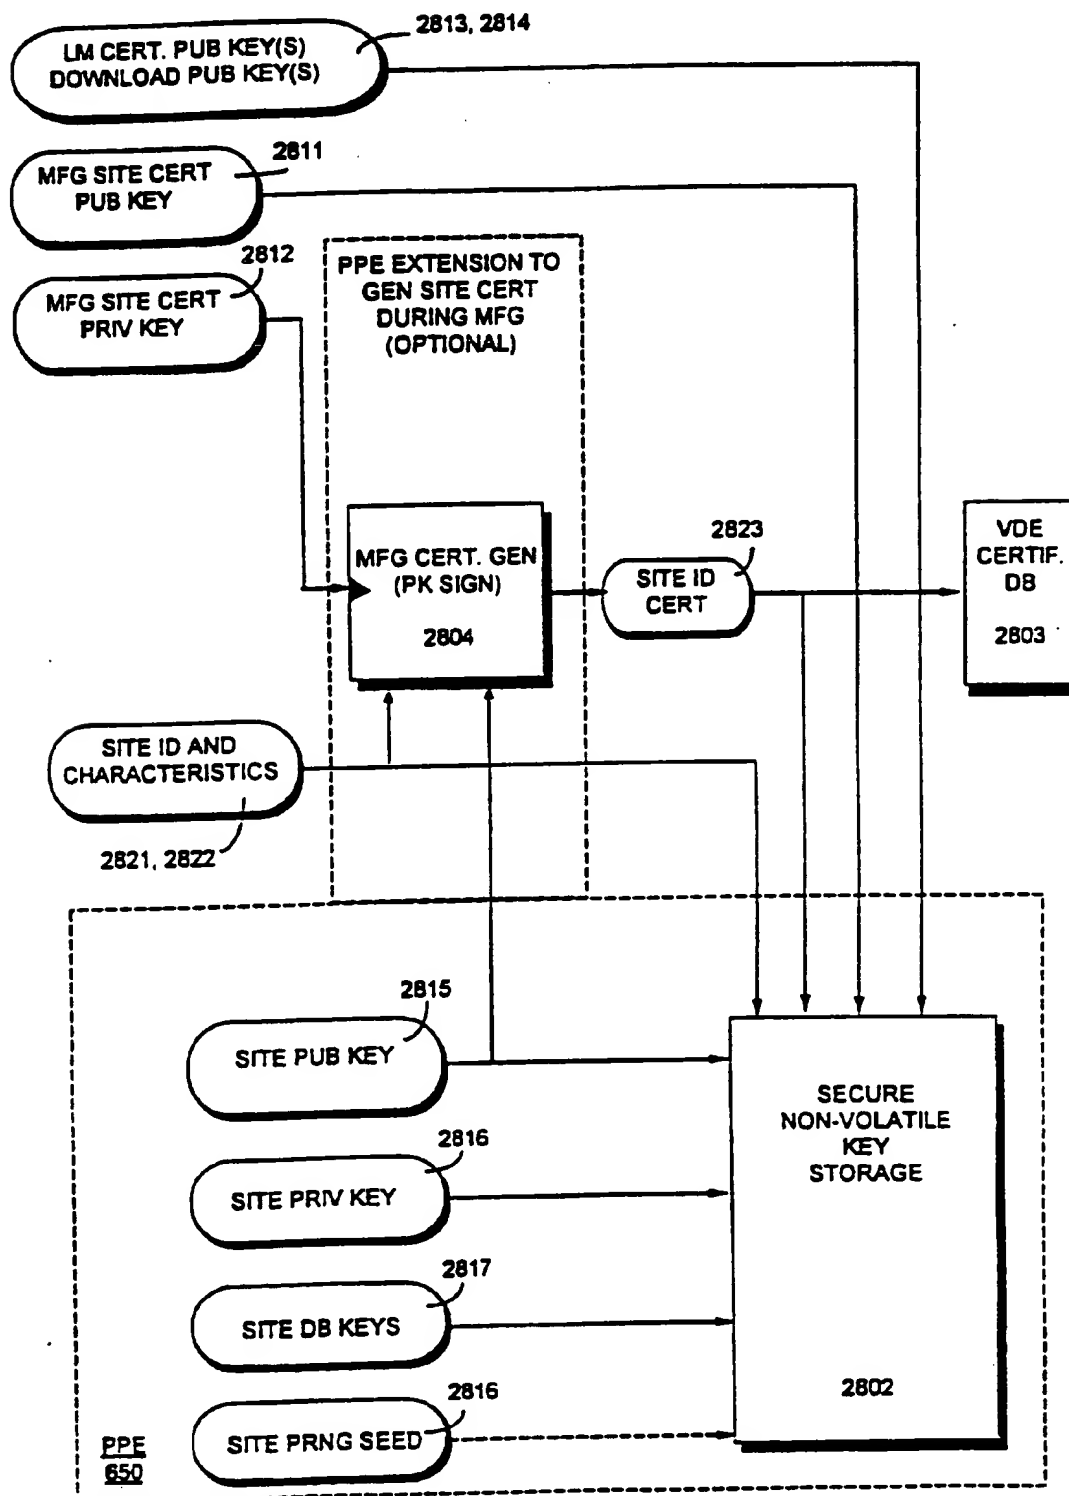 2813, 2814
LM CERT. PUB KEY(S)
DOWNLOAD PUB KEY(S)
2811
MFG SITE CERT
PUB KEY
2812
MFG SITE CERT
PRIV KEY
PPE EXTENSION TO
GEN SITE CERT
DURING MFG
(OPTIONAL)
MFG CERT. GEN
(PK SIGN)
2804
2823
SITE ID
CERT
VDE
CERTIF.
DB
2803
SITE ID AND
CHARACTERISTICS
2821, 2822
2815
SITE PUB KEY
2816
SITE PRIV KEY
2817
SITE DB KEYS
2816
SITE PRNG SEED
SECURE
NON-VOLATILE
KEY
STORAGE
2802
PPE
650